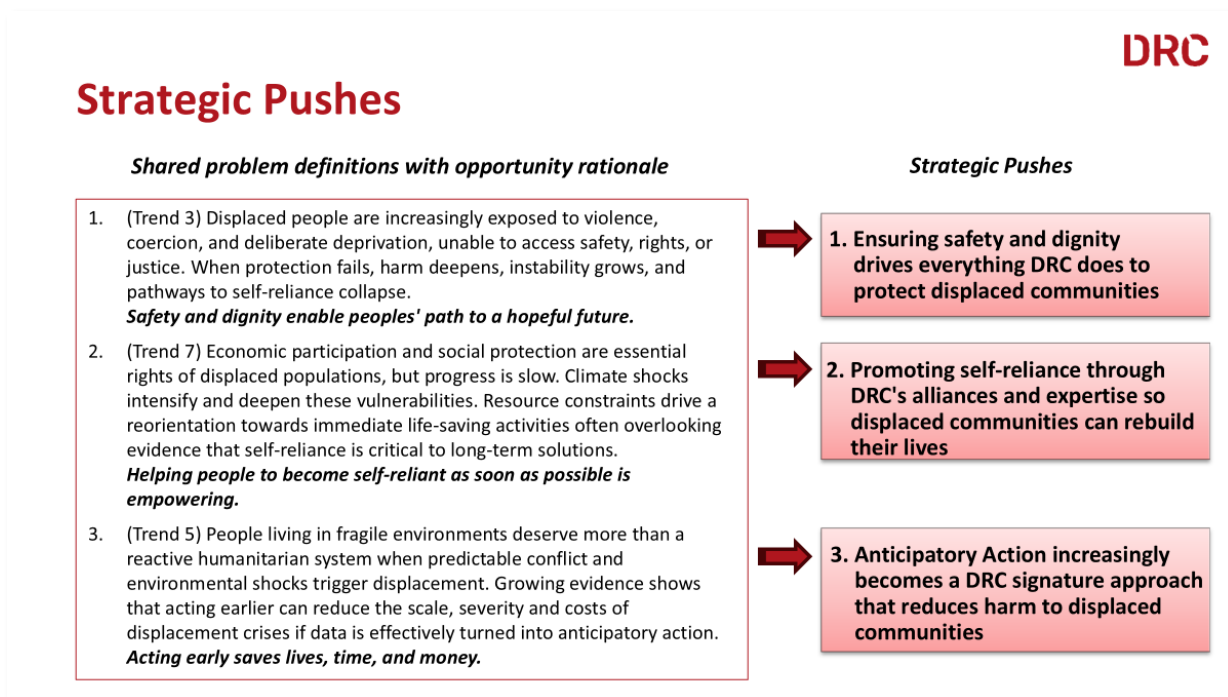 DRC
Strategic Pushes
Shared problem definitions with opportunity rationale
1. (Trend 3) Displaced people are increasingly exposed to violence,
coercion, and deliberate deprivation, unable to access safety, rights, or
justice. When protection fails, harm deepens, instability grows, and
pathways to self-reliance collapse.
Safety and dignity enable peoples' path to a hopeful future.
2. (Trend 7) Economic participation and social protection are essential
rights of displaced populations, but progress is slow. Climate shocks
intensify and deepen these vulnerabilities. Resource constraints drive a
reorientation towards immediate life-saving activities often overlooking
evidence that self-reliance is critical to long-term solutions.
Helping people to become self-reliant as soon as possible is
empowering.
3. (Trend 5) People living in fragile environments deserve more than a
reactive humanitarian system when predictable conflict and
environmental shocks trigger displacement. Growing evidence shows
that acting earlier can reduce the scale, severity and costs of
displacement crises if data is effectively turned into anticipatory action.
Acting early saves lives, time, and money.
Strategic Pushes
1. Ensuring safety and dignity
drives everything DRC does to
protect displaced communities
2. Promoting self-reliance through
DRC's alliances and expertise so
displaced communities can rebuild
their lives
3. Anticipatory Action increasingly
becomes a DRC signature approach
that reduces harm to displaced
communities